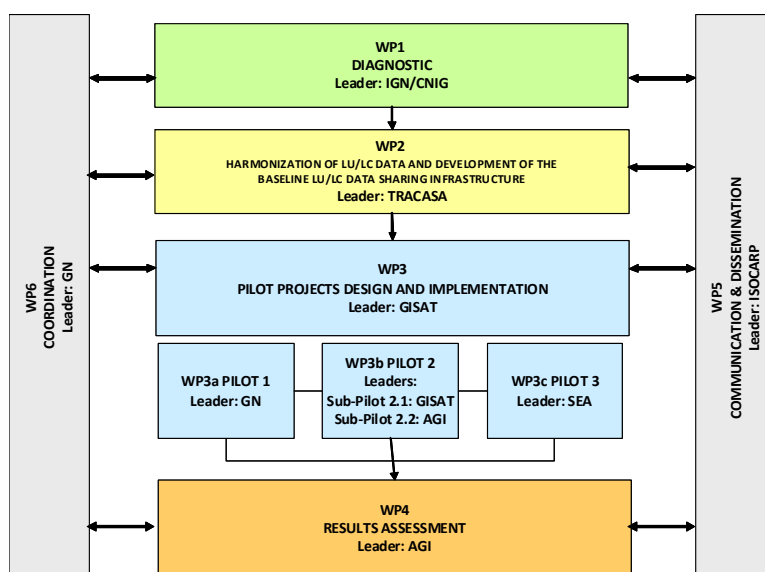 WP1
DIAGNOSTIC
Leader: IGN/CNIG
WP2
HARMONIZATION OF LU/LC DATA AND DEVELOPMENT OF THE
BASELINE LU/LC DATA SHARING INFRASTRUCTURE
Leader: TRACASA
WP3
PILOT PROJECTS DESIGN AND IMPLEMENTATION
Leader: GISAT
WP3a PILOT 1
Leader: GN
WP3b PILOT 2
Leaders:
Sub-Pilot 2.1: GISAT
Sub-Pilot 2.2: AGI
WP3c PILOT 3
Leader: SEA
WP4
RESULTS ASSESSMENT
Leader: AGI
WP6
COORDINATION
Leader: GN
WP5
COMMUNICATION & DISSEMINATION
Leader: ISOCARP